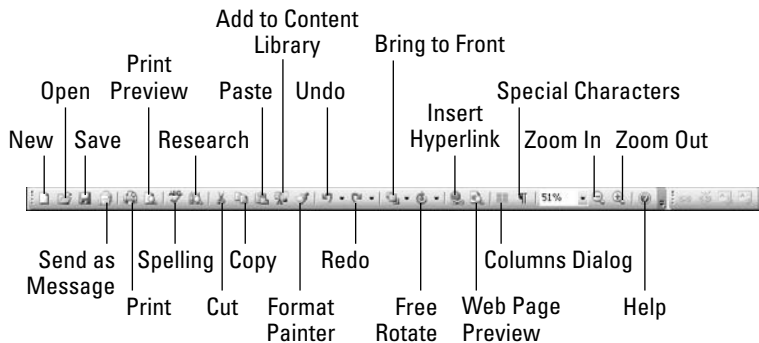 Add to Content
Library
Bring to Front
Print
Preview
Open
Paste
Undo
Insert
Hyperlink
Special Characters
New
Save
Research
Zoom In
Zoom Out
ABC
51%
Send as
Message
Spelling
Copy
Redo
Columns Dialog
Print
Cut
Format
Painter
Free
Rotate
Web Page
Preview
Help